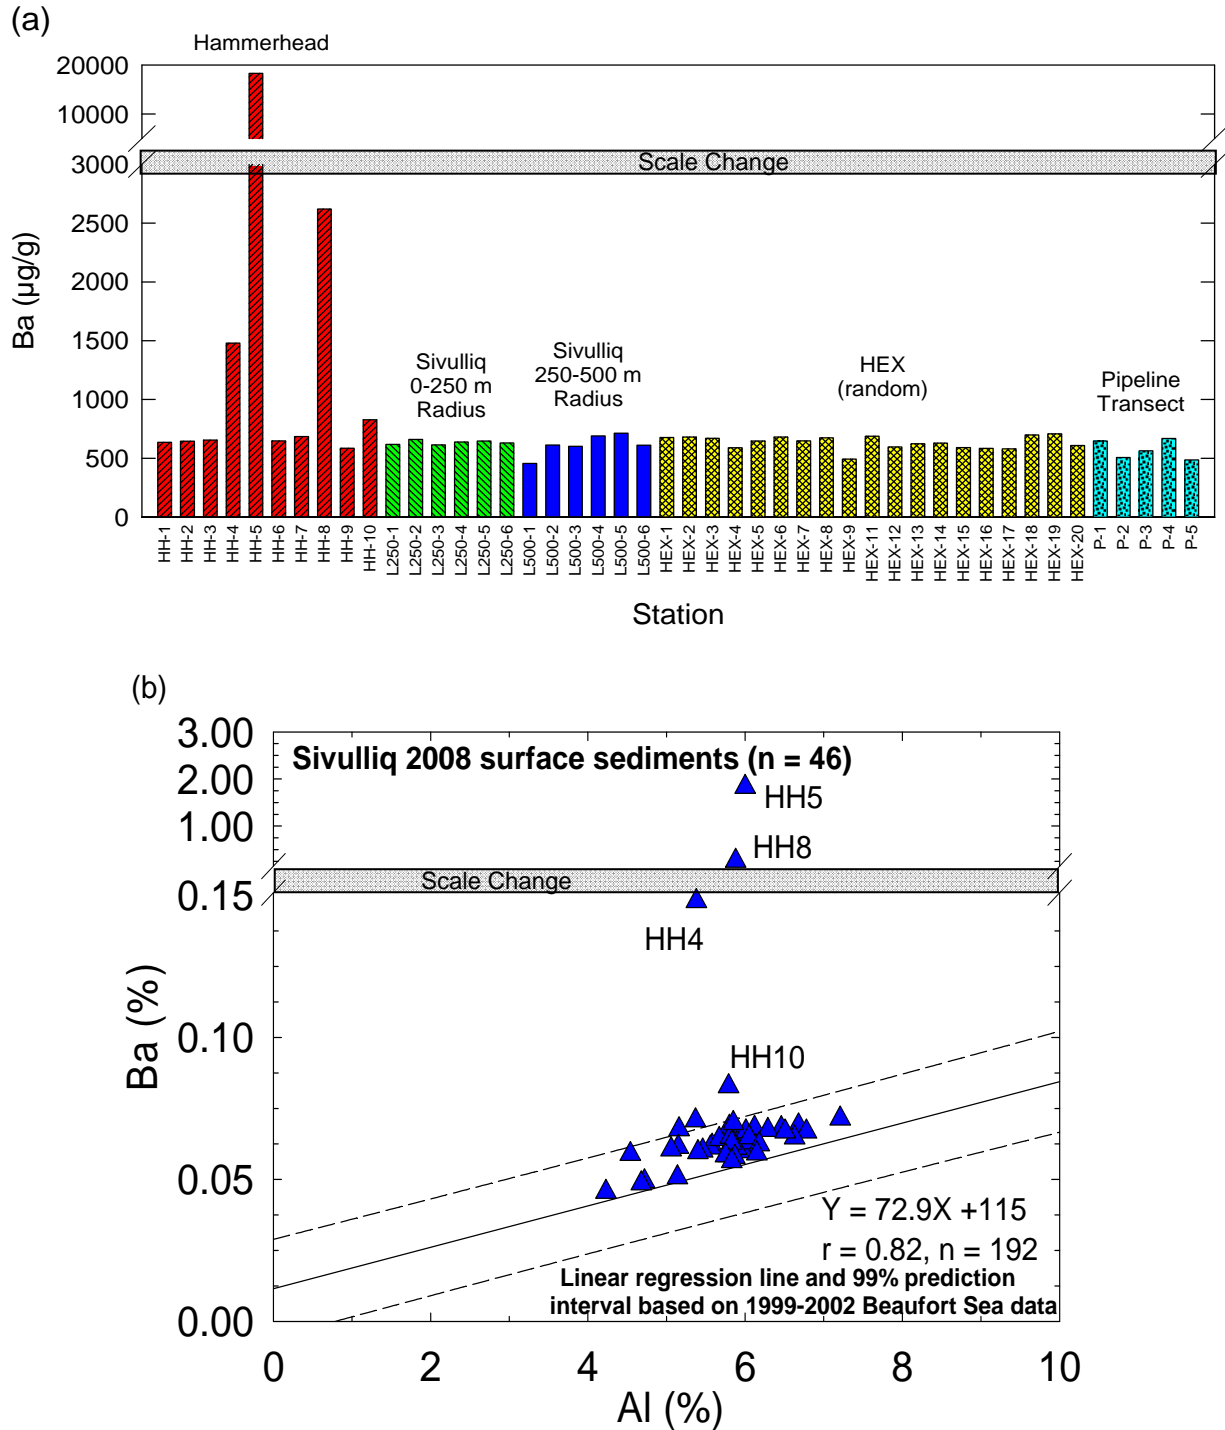 (a)
Hammerhead
20000
10000
3000
Scale Change
2500
2000
1500
1000
500
0
Ba (µg/g)
Sivulliq
0-250 m
Radius
Sivulliq
250-500 m
Radius
HEX
(random)
Pipeline
Transect
HH-1
HH-2
HH-3
HH-4
HH-5
HH-6
HH-7
HH-8
HH-9
HH-10
L250-1
L250-2
L250-3
L250-4
L250-5
L250-6
L500-1
L500-2
L500-3
L500-4
L500-5
L500-6
HEX-1
HEX-2
HEX-3
HEX-4
HEX-5
HEX-6
HEX-7
HEX-8
HEX-9
HEX-11
HEX-12
HEX-13
HEX-14
HEX-15
HEX-16
HEX-17
HEX-18
HEX-19
HEX-20
P-1
P-2
P-3
P-4
P-5
Station
(b)
3.00
Sivulliq 2008 surface sediments (n = 46)
2.00
HH5
1.00
HH8
Scale Change
0.15
HH4
0.10
HH10
0.05
0.00
Ba (%)
Y = 72.9X +115
r = 0.82, n = 192
Linear regression line and 99% prediction
interval based on 1999-2002 Beaufort Sea data
0
2
4
6
8
10
Al (%)